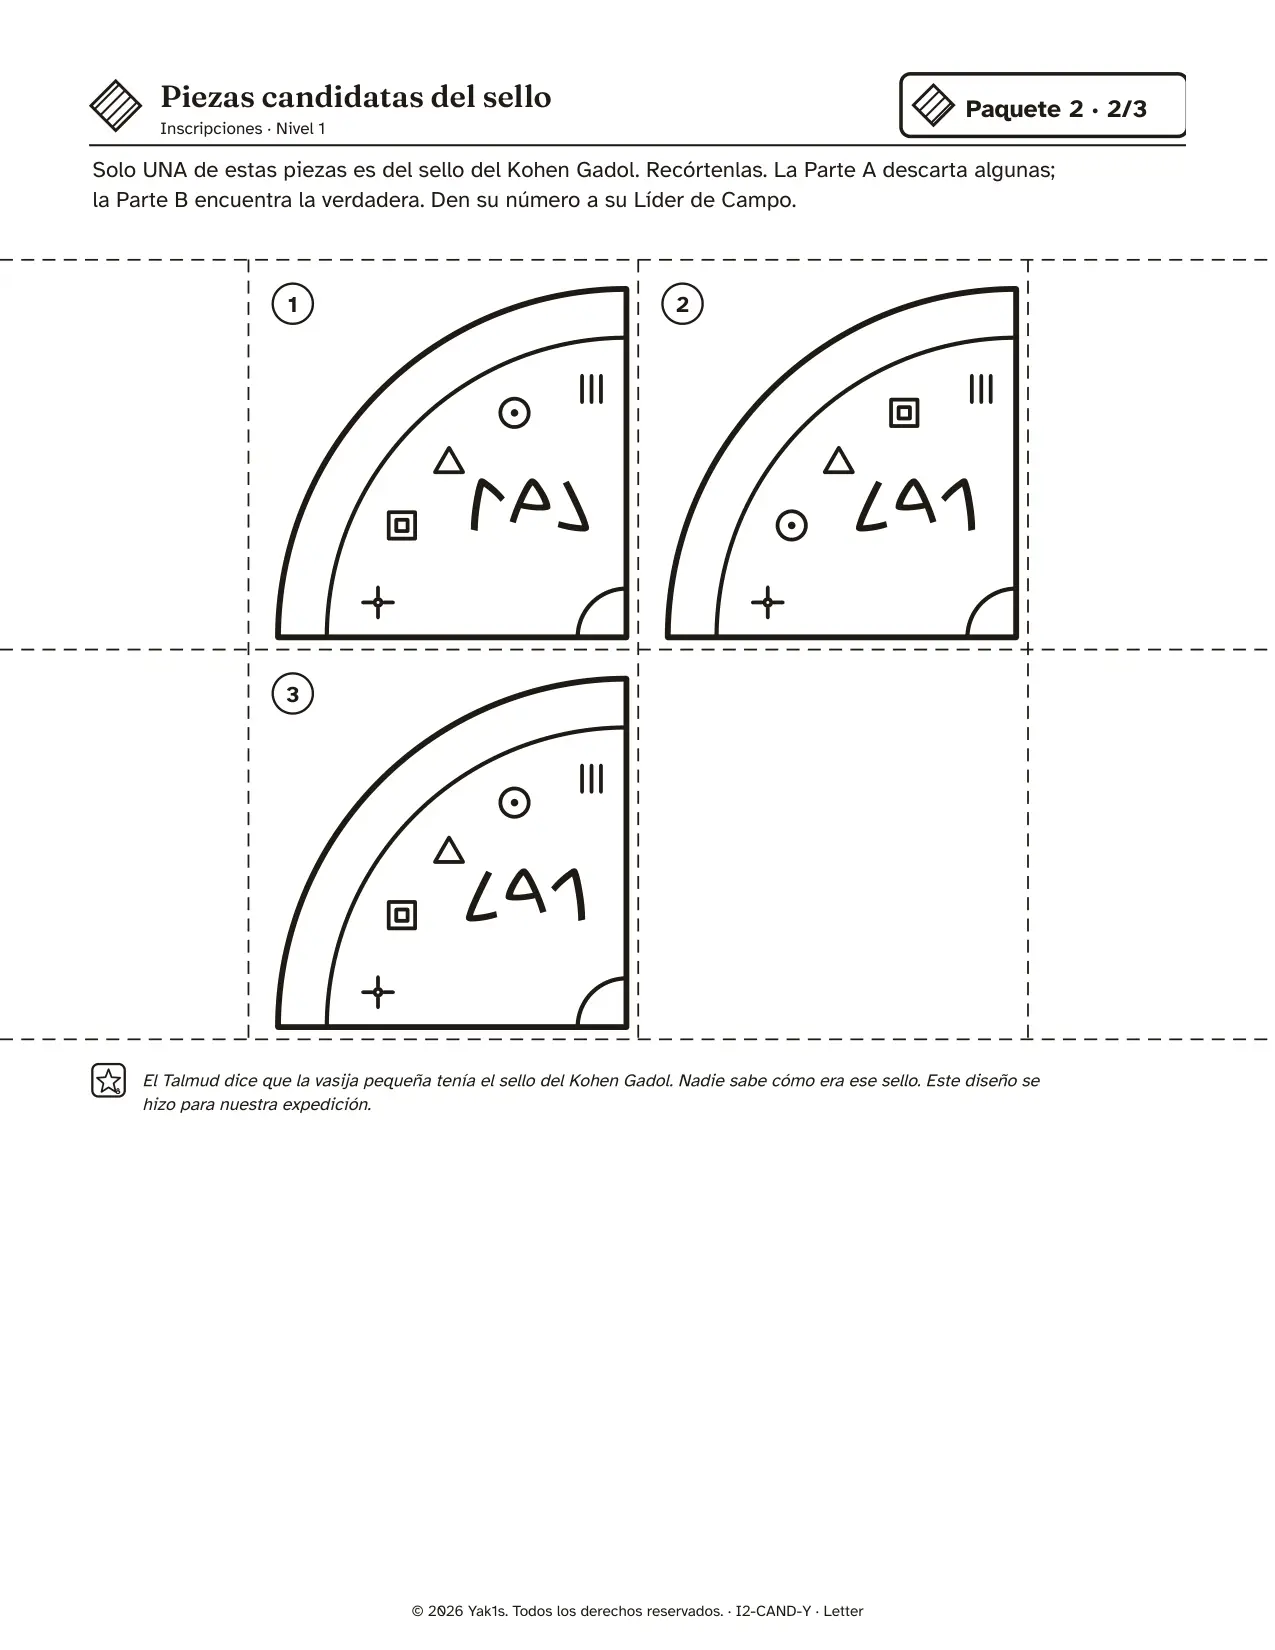 Piezas candidatas del sello
Inscripciones · Nivel 1
Paquete 2 · 2/3
Solo UNA de estas piezas es del sello del Kohen Gadol. Recórtenlas. La Parte A descarta algunas;
la Parte B encuentra la verdadera. Den su número a su Líder de Campo.
1
2
3
El Talmud dice que la vasija pequeña tenía el sello del Kohen Gadol. Nadie sabe cómo era ese sello. Este diseño se
hizo para nuestra expedición.
© 2026 Yak1s. Todos los derechos reservados. · I2-CAND-Y · Letter